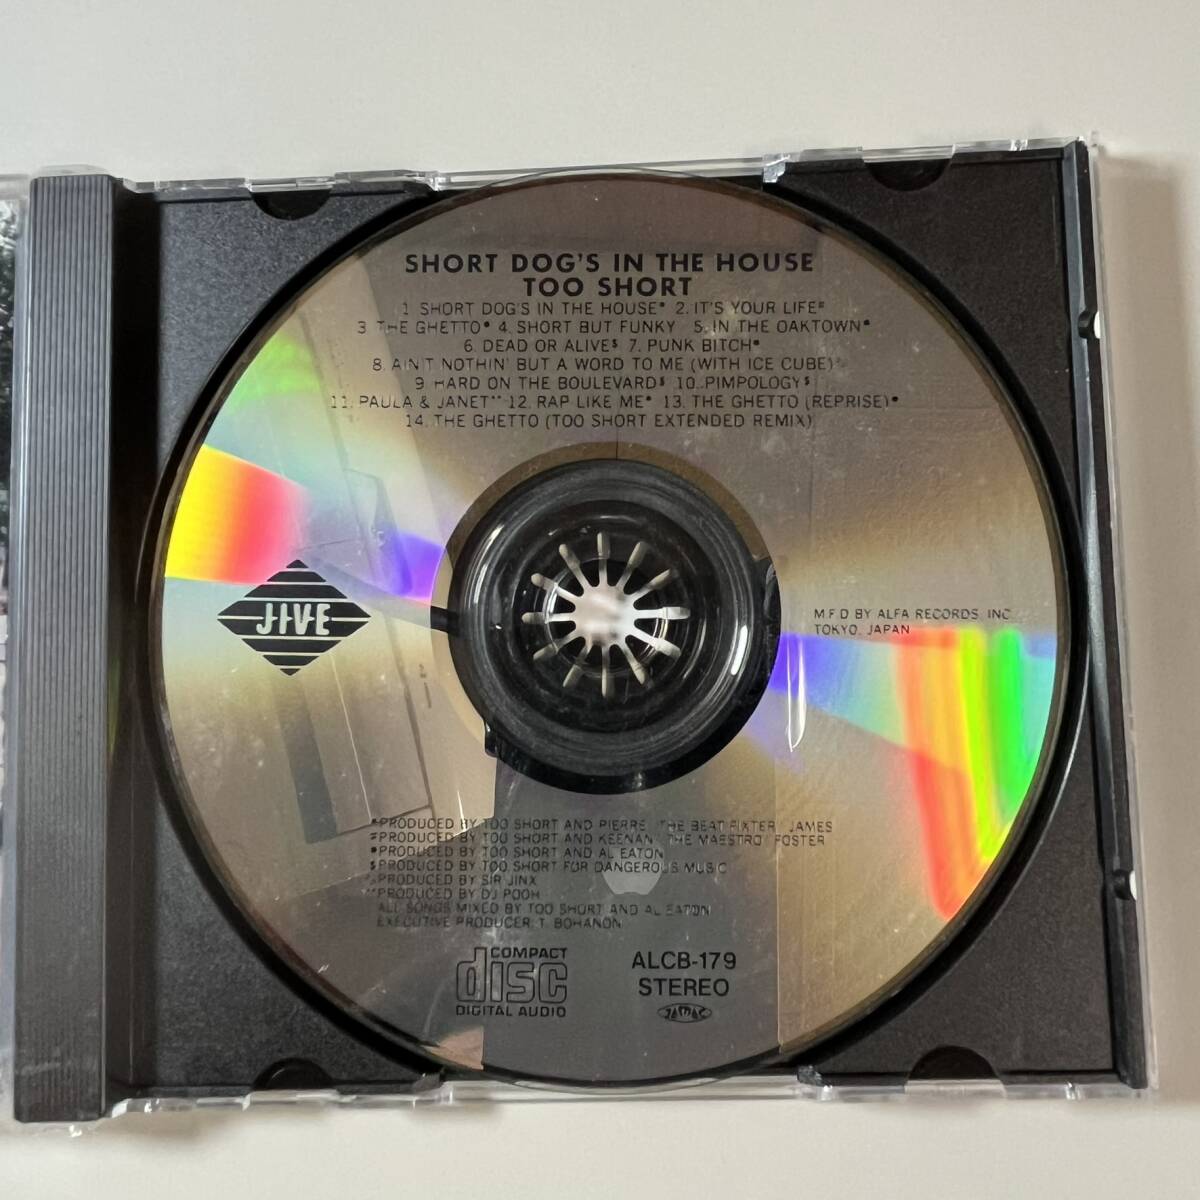 SHORT DOG'S IN THE HOUSE
TOO SHORT
1. SHORT DOG'S IN THE HOUSE* 2. IT'S YOUR LIFE#
3. THE GHETTO* 4. SHORT BUT FUNKY 5. IN THE OAKTOWN*
6. DEAD OR ALIVE$ 7. PUNK BITCH*
8. AIN'T NOTHIN' BUT A WORD TO ME (WITH ICE CUBE)
9. HARD ON THE BOULEVARD$ 10. PIMPOLOGY$
11. PAULA & JANET** 12. RAP LIKE ME* 13. THE GHETTO (REPRISE)*
14. THE GHETTO (TOO SHORT EXTENDED REMIX)
JIVE
M.F.D BY ALFA RECORDS, INC.
TOKYO, JAPAN
*PRODUCED BY TOO SHORT AND PIERRE "THE BEAT FIXTER" JAMES
#PRODUCED BY TOO SHORT AND KEENAN "THE MAESTRO" FOSTER
*PRODUCED BY TOO SHORT AND AL EATON
$PRODUCED BY TOO SHORT FOR DANGEROUS MUSIC
PRODUCED BY SIR JINX
**PRODUCED BY DJ POOH
ALL SONGS MIXED BY TOO SHORT AND AL EATON
EXECUTIVE PRODUCER: T. BOHANON
COMPACT
disc
DIGITAL AUDIO
ALCB-179
STEREO
JASRAC